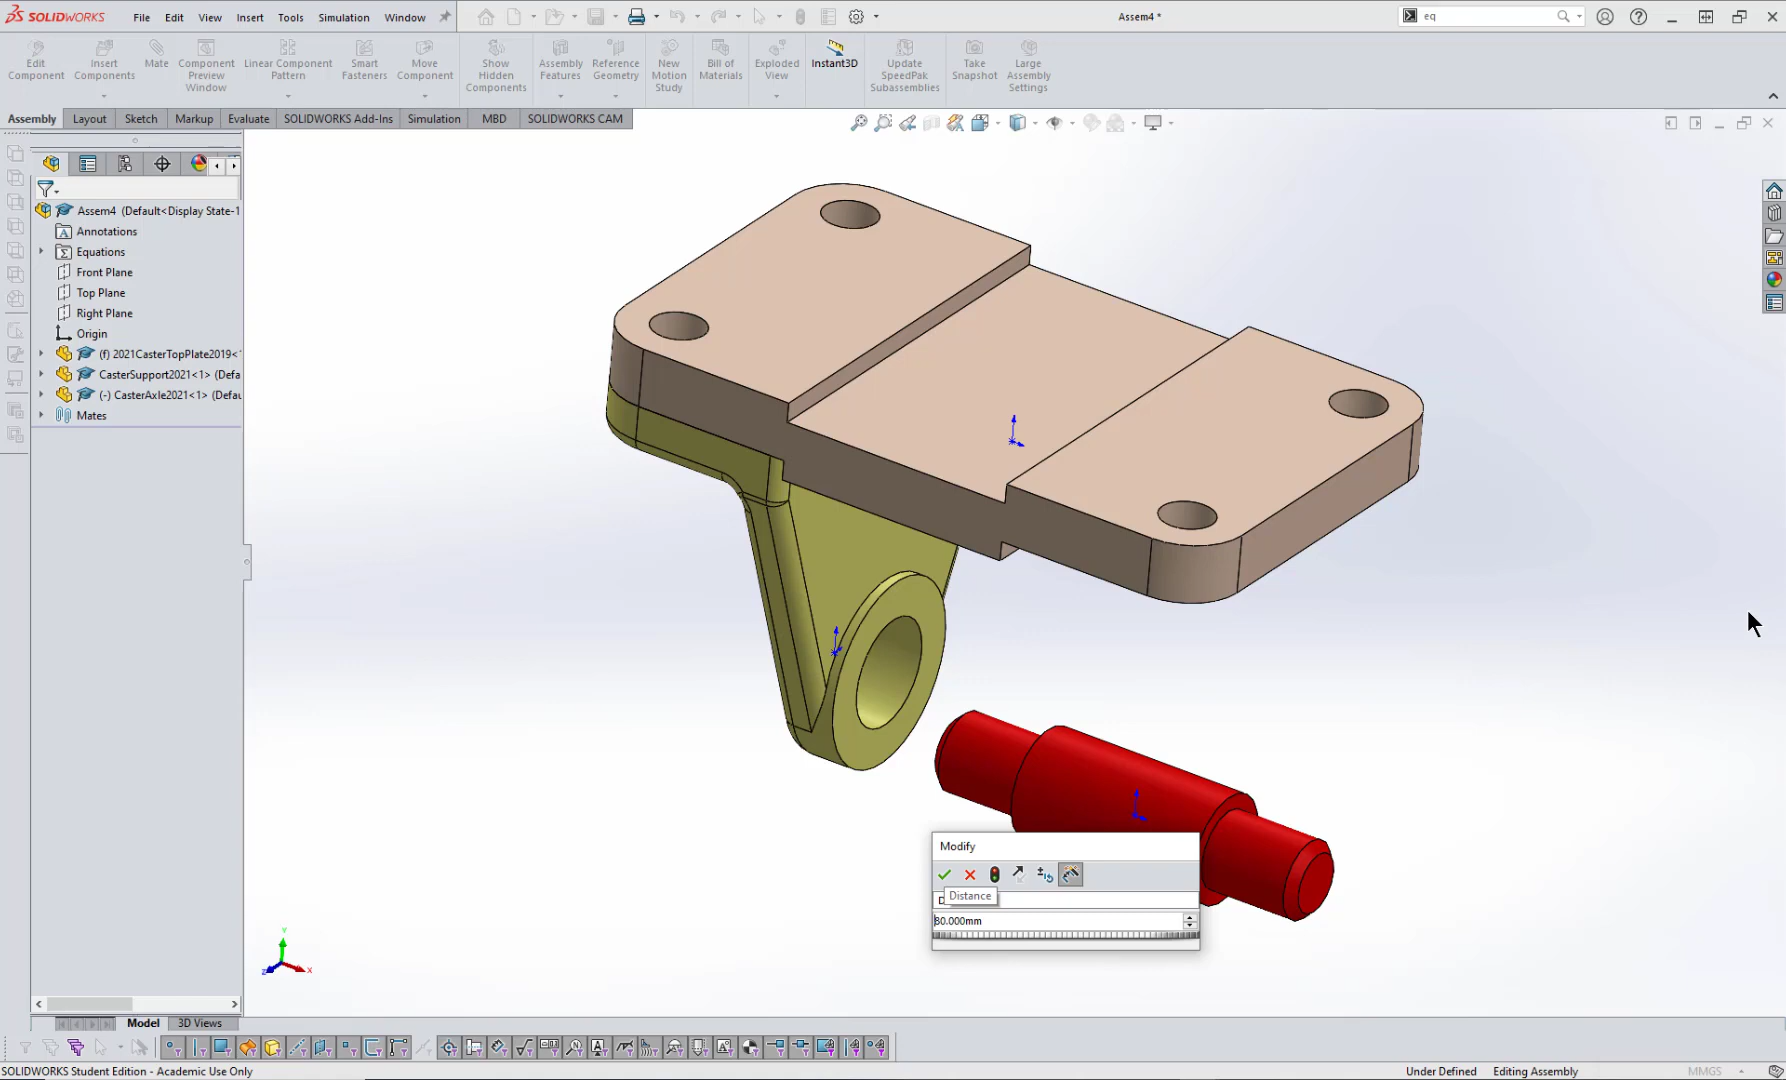 SOLIDWORKS File Edit View Insert Tools Simulation Window Assem4 * eq
Edit Component
Insert Components
Mate
Component Preview Window
Linear Component Pattern
Smart Fasteners
Move Component
Show Hidden Components
Assembly Features
Reference Geometry
New Motion Study
Bill of Materials
Exploded View
Instant3D
Update SpeedPak Subassemblies
Take Snapshot
Large Assembly Settings
Assembly Layout Sketch Markup Evaluate SOLIDWORKS Add-Ins Simulation MBD SOLIDWORKS CAM
Assem4 (Default<Display State-1
Annotations
Equations
Front Plane
Top Plane
Right Plane
Origin
(f) 2021CasterTopPlate2019<
CasterSupport2021<1> (Defa
(-) CasterAxle2021<1> (Defau
Mates
Modify
Distance
80.000mm
Y
Z
X
Model 3D Views
SOLIDWORKS Student Edition - Academic Use Only
Under Defined Editing Assembly MMGS